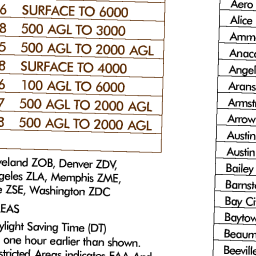 6 SURFACE TO 6000
8 500 AGL TO 3000
5 500 AGL TO 2000 AGL
8 SURFACE TO 4000
6 100 AGL TO 6000
7 500 AGL TO 2000 AGL
3 500 AGL TO 2000 AGL
veland ZOB, Denver ZDV,
geles ZLA, Memphis ZME,
e ZSE, Washington ZDC
EAS
ylight Saving Time (DT)
one hour earlier than shown.
stricted Areas indicates FAA And
Aero
Alice
Amm
Anac
Angel
Arans
Armst
Arrow
Austin
Austin
Bailey
Barnst
Bay Ci
Baytow
Beaum
Beeville